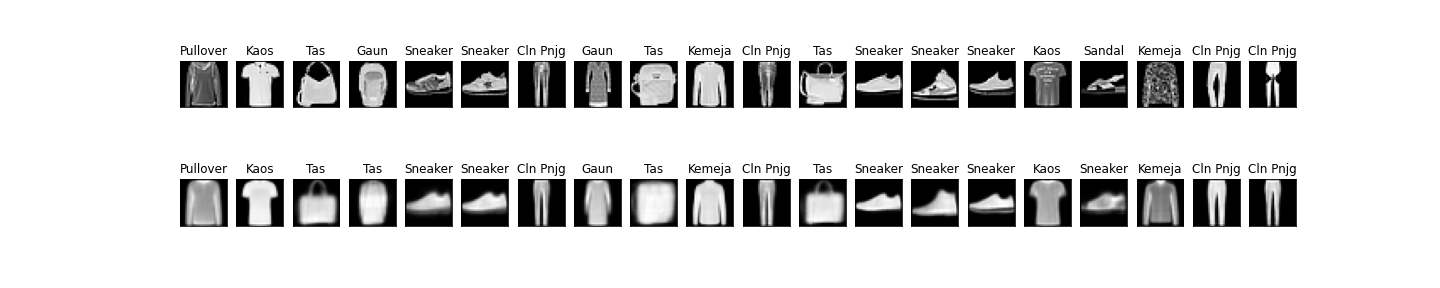 Pullover Kaos Tas Gaun Sneaker Sneaker Cln Pnjg Gaun Tas Kemeja Cln Pnjg Tas Sneaker Sneaker Sneaker Kaos Sandal Kemeja Cln Pnjg Cln Pnjg
Pullover Kaos Tas Tas Sneaker Sneaker Cln Pnjg Gaun Tas Kemeja Cln Pnjg Tas Sneaker Sneaker Sneaker Kaos Sneaker Kemeja Cln Pnjg Cln Pnjg